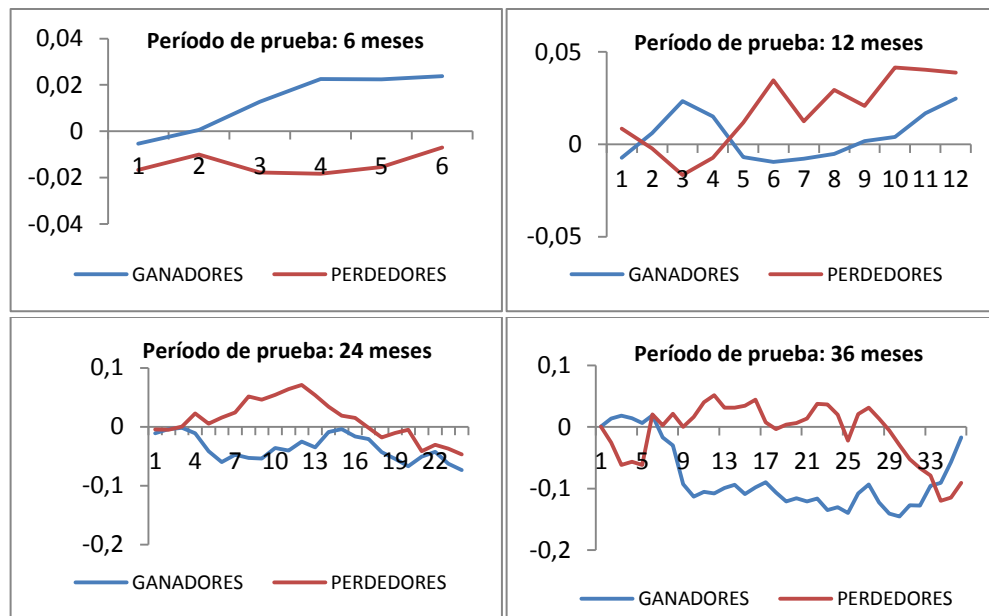 Período de prueba: 6 meses
0,04
0,02
0
-0,02
-0,04
1 2 3 4 5 6
GANADORES PERDEDORES
Período de prueba: 12 meses
0,05
0
-0,05
1 2 3 4 5 6 7 8 9 10 11 12
GANADORES PERDEDORES
Período de prueba: 24 meses
0,1
0
-0,1
-0,2
1 4 7 10 13 16 19 22
GANADORES PERDEDORES
Período de prueba: 36 meses
0,1
0
-0,1
-0,2
1 5 9 13 17 21 25 29 33
GANADORES PERDEDORES